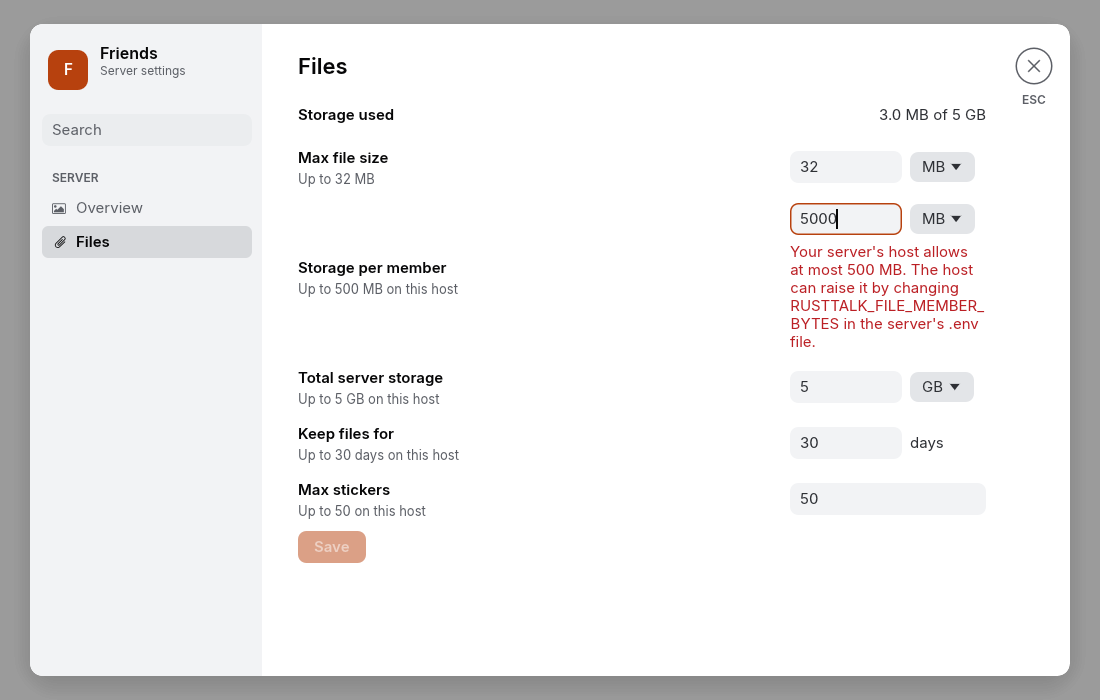 F
Friends
Server settings
Search
SERVER
Overview
Files
Files
ESC
Storage used
3.0 MB of 5 GB
Max file size
Up to 32 MB
32
MB
Storage per member
Up to 500 MB on this host
5000
MB
Your server's host allows
at most 500 MB. The host
can raise it by changing
RUSTTALK_FILE_MEMBER_
BYTES in the server's .env
file.
Total server storage
Up to 5 GB on this host
5
GB
Keep files for
Up to 30 days on this host
30
days
Max stickers
Up to 50 on this host
50
Save